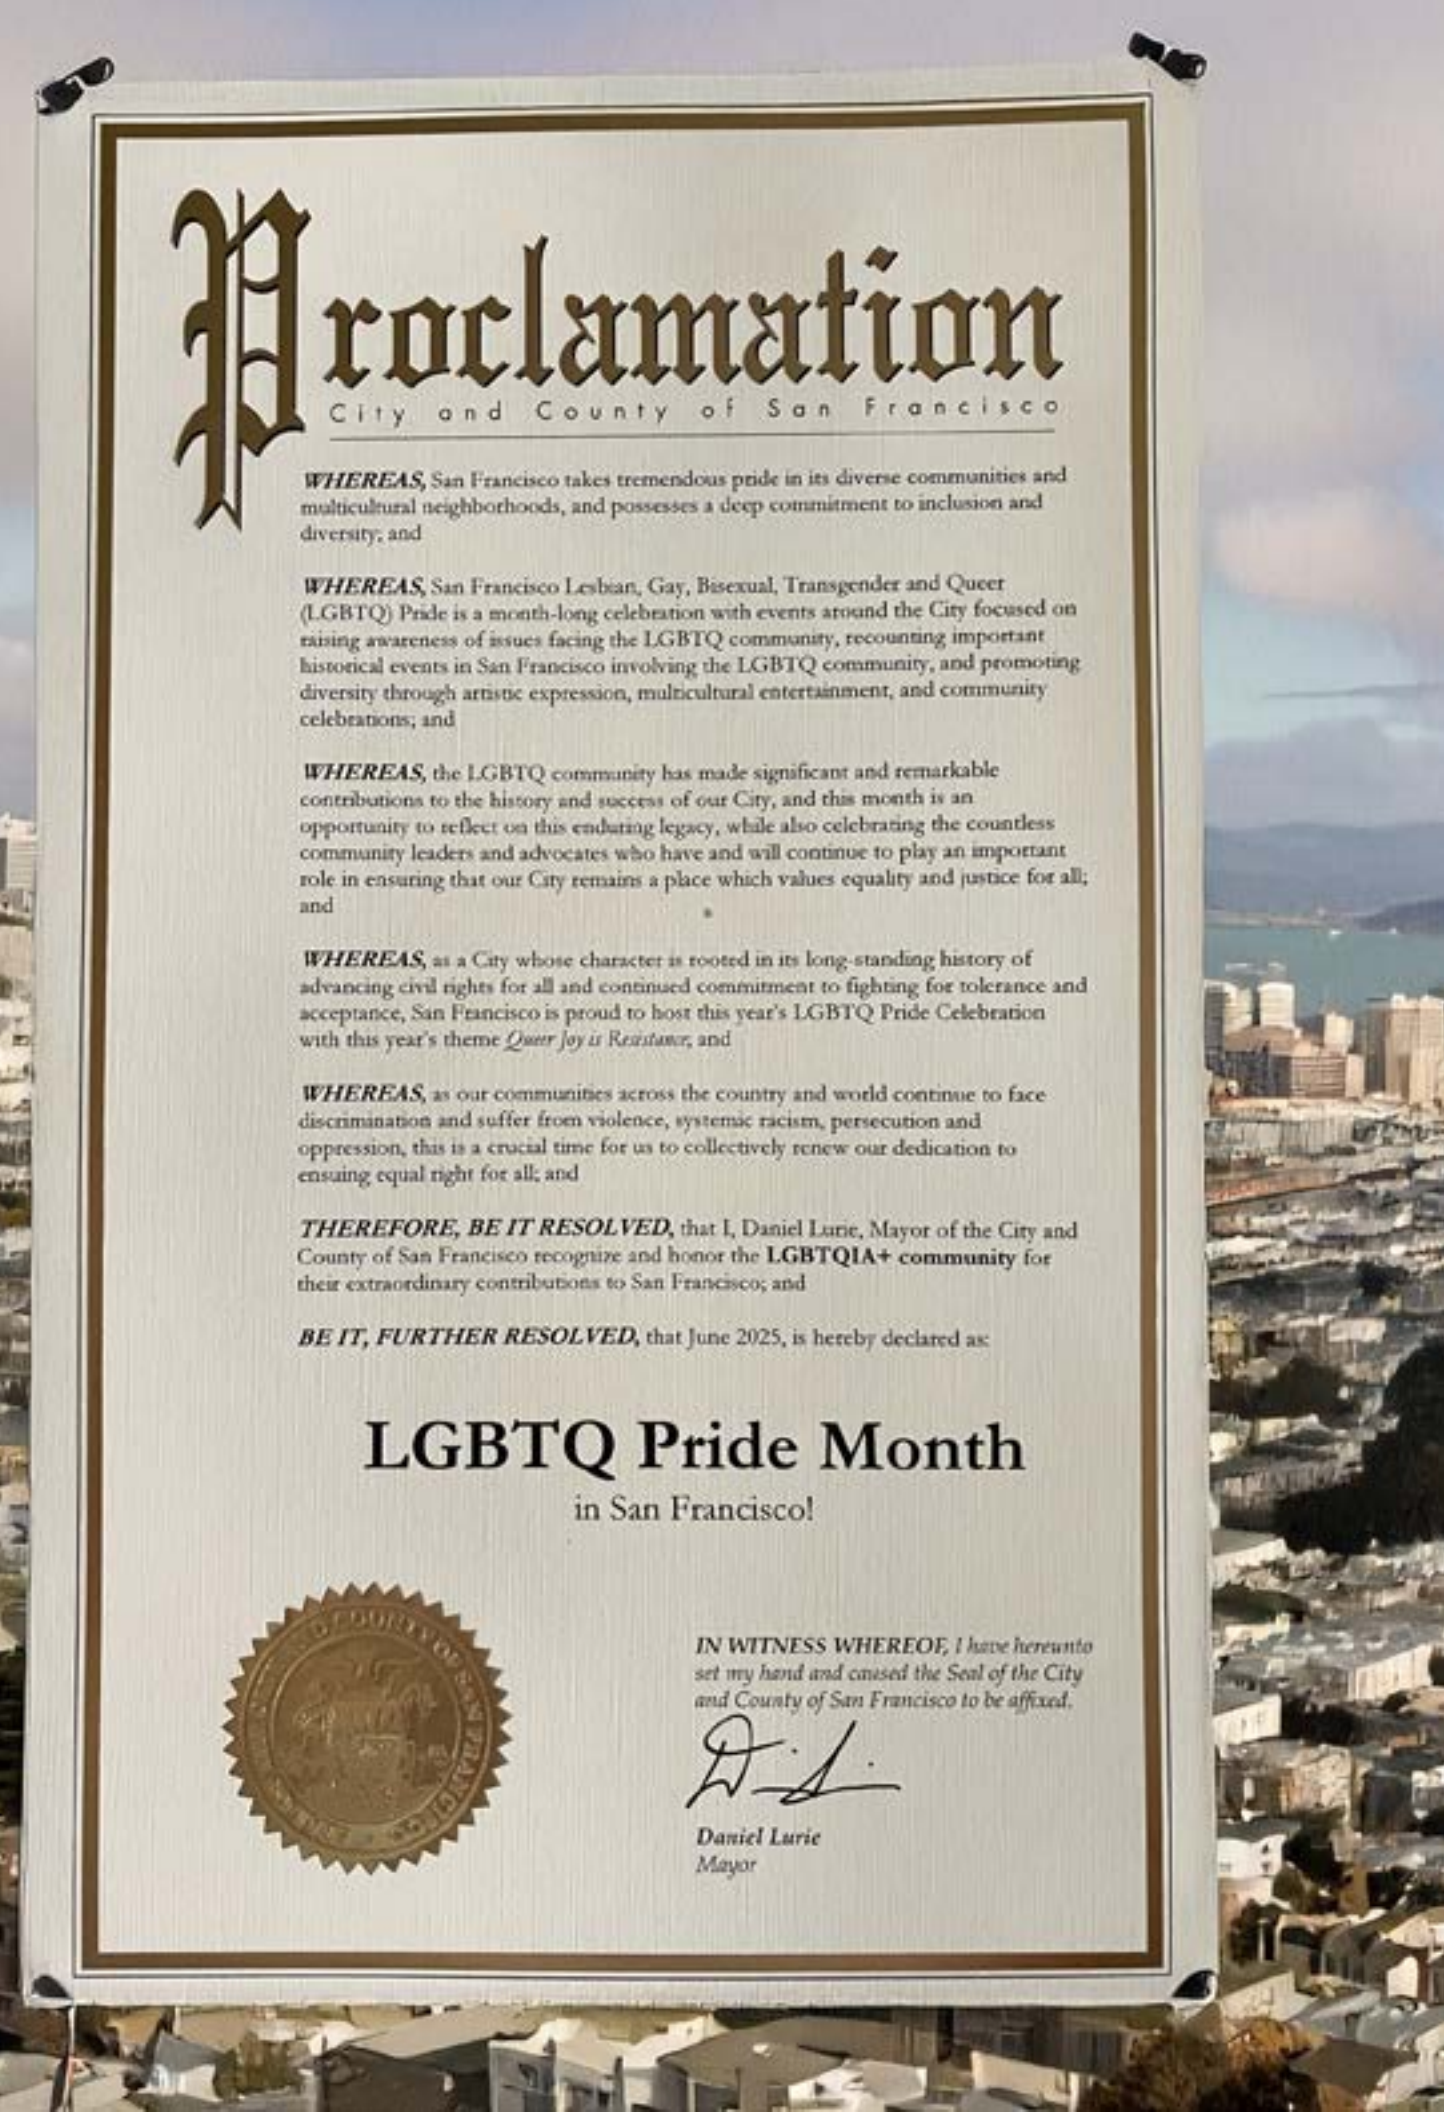 Proclamation
City and County of San Francisco
WHEREAS, San Francisco takes tremendous pride in its diverse communities and
multicultural neighborhoods, and possesses a deep commitment to inclusion and
diversity; and
WHEREAS, San Francisco Lesbian, Gay, Bisexual, Transgender and Queer
(LGBTQ) Pride is a month-long celebration with events around the City focused on
raising awareness of issues facing the LGBTQ community, recounting important
historical events in San Francisco involving the LGBTQ community, and promoting
diversity through artistic expression, multicultural entertainment, and community
celebrations; and
WHEREAS, the LGBTQ community has made significant and remarkable
contributions to the history and success of our City, and this month is an
opportunity to reflect on this enduring legacy, while also celebrating the countless
community leaders and advocates who have and will continue to play an important
role in ensuring that our City remains a place which values equality and justice for all;
and
WHEREAS, as a City whose character is rooted in its long-standing history of
advancing civil rights for all and continued commitment to fighting for tolerance and
acceptance, San Francisco is proud to host this year's LGBTQ Pride Celebration
with this year's theme Queer Joy is Resistance; and
WHEREAS, as our communities across the country and world continue to face
discrimination and suffer from violence, systemic racism, persecution and
oppression, this is a crucial time for us to collectively renew our dedication to
ensuing equal right for all; and
THEREFORE, BE IT RESOLVED, that I, Daniel Lurie, Mayor of the City and
County of San Francisco recognize and honor the LGBTQIA+ community for
their extraordinary contributions to San Francisco; and
BE IT, FURTHER RESOLVED, that June 2025, is hereby declared as:
LGBTQ Pride Month
in San Francisco!
COUNTY OF SAN FRANCISCO
IN WITNESS WHEREOF, I have hereunto
set my hand and caused the Seal of the City
and County of San Francisco to be affixed.
Daniel Lurie
Mayor